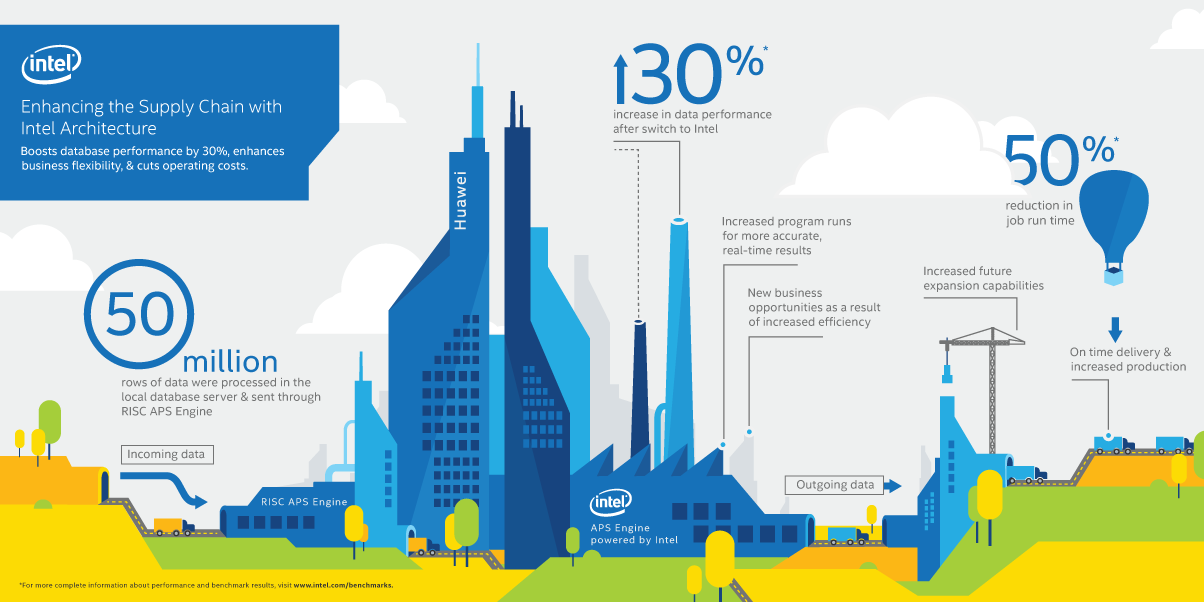 intel
Enhancing the Supply Chain with
Intel Architecture
Boosts database performance by 30%, enhances
business flexibility, & cuts operating costs.
30%*
increase in data performance
after switch to Intel
50%*
reduction in
job run time
Huawei
Increased program runs
for more accurate,
real-time results
New business
opportunities as a result
of increased efficiency
Increased future
expansion capabilities
On time delivery &
increased production
50
million
rows of data were processed in the
local database server & sent through
RISC APS Engine
Incoming data
RISC APS Engine
intel
APS Engine
powered by Intel
Outgoing data
*For more complete information about performance and benchmark results, visit www.intel.com/benchmarks.